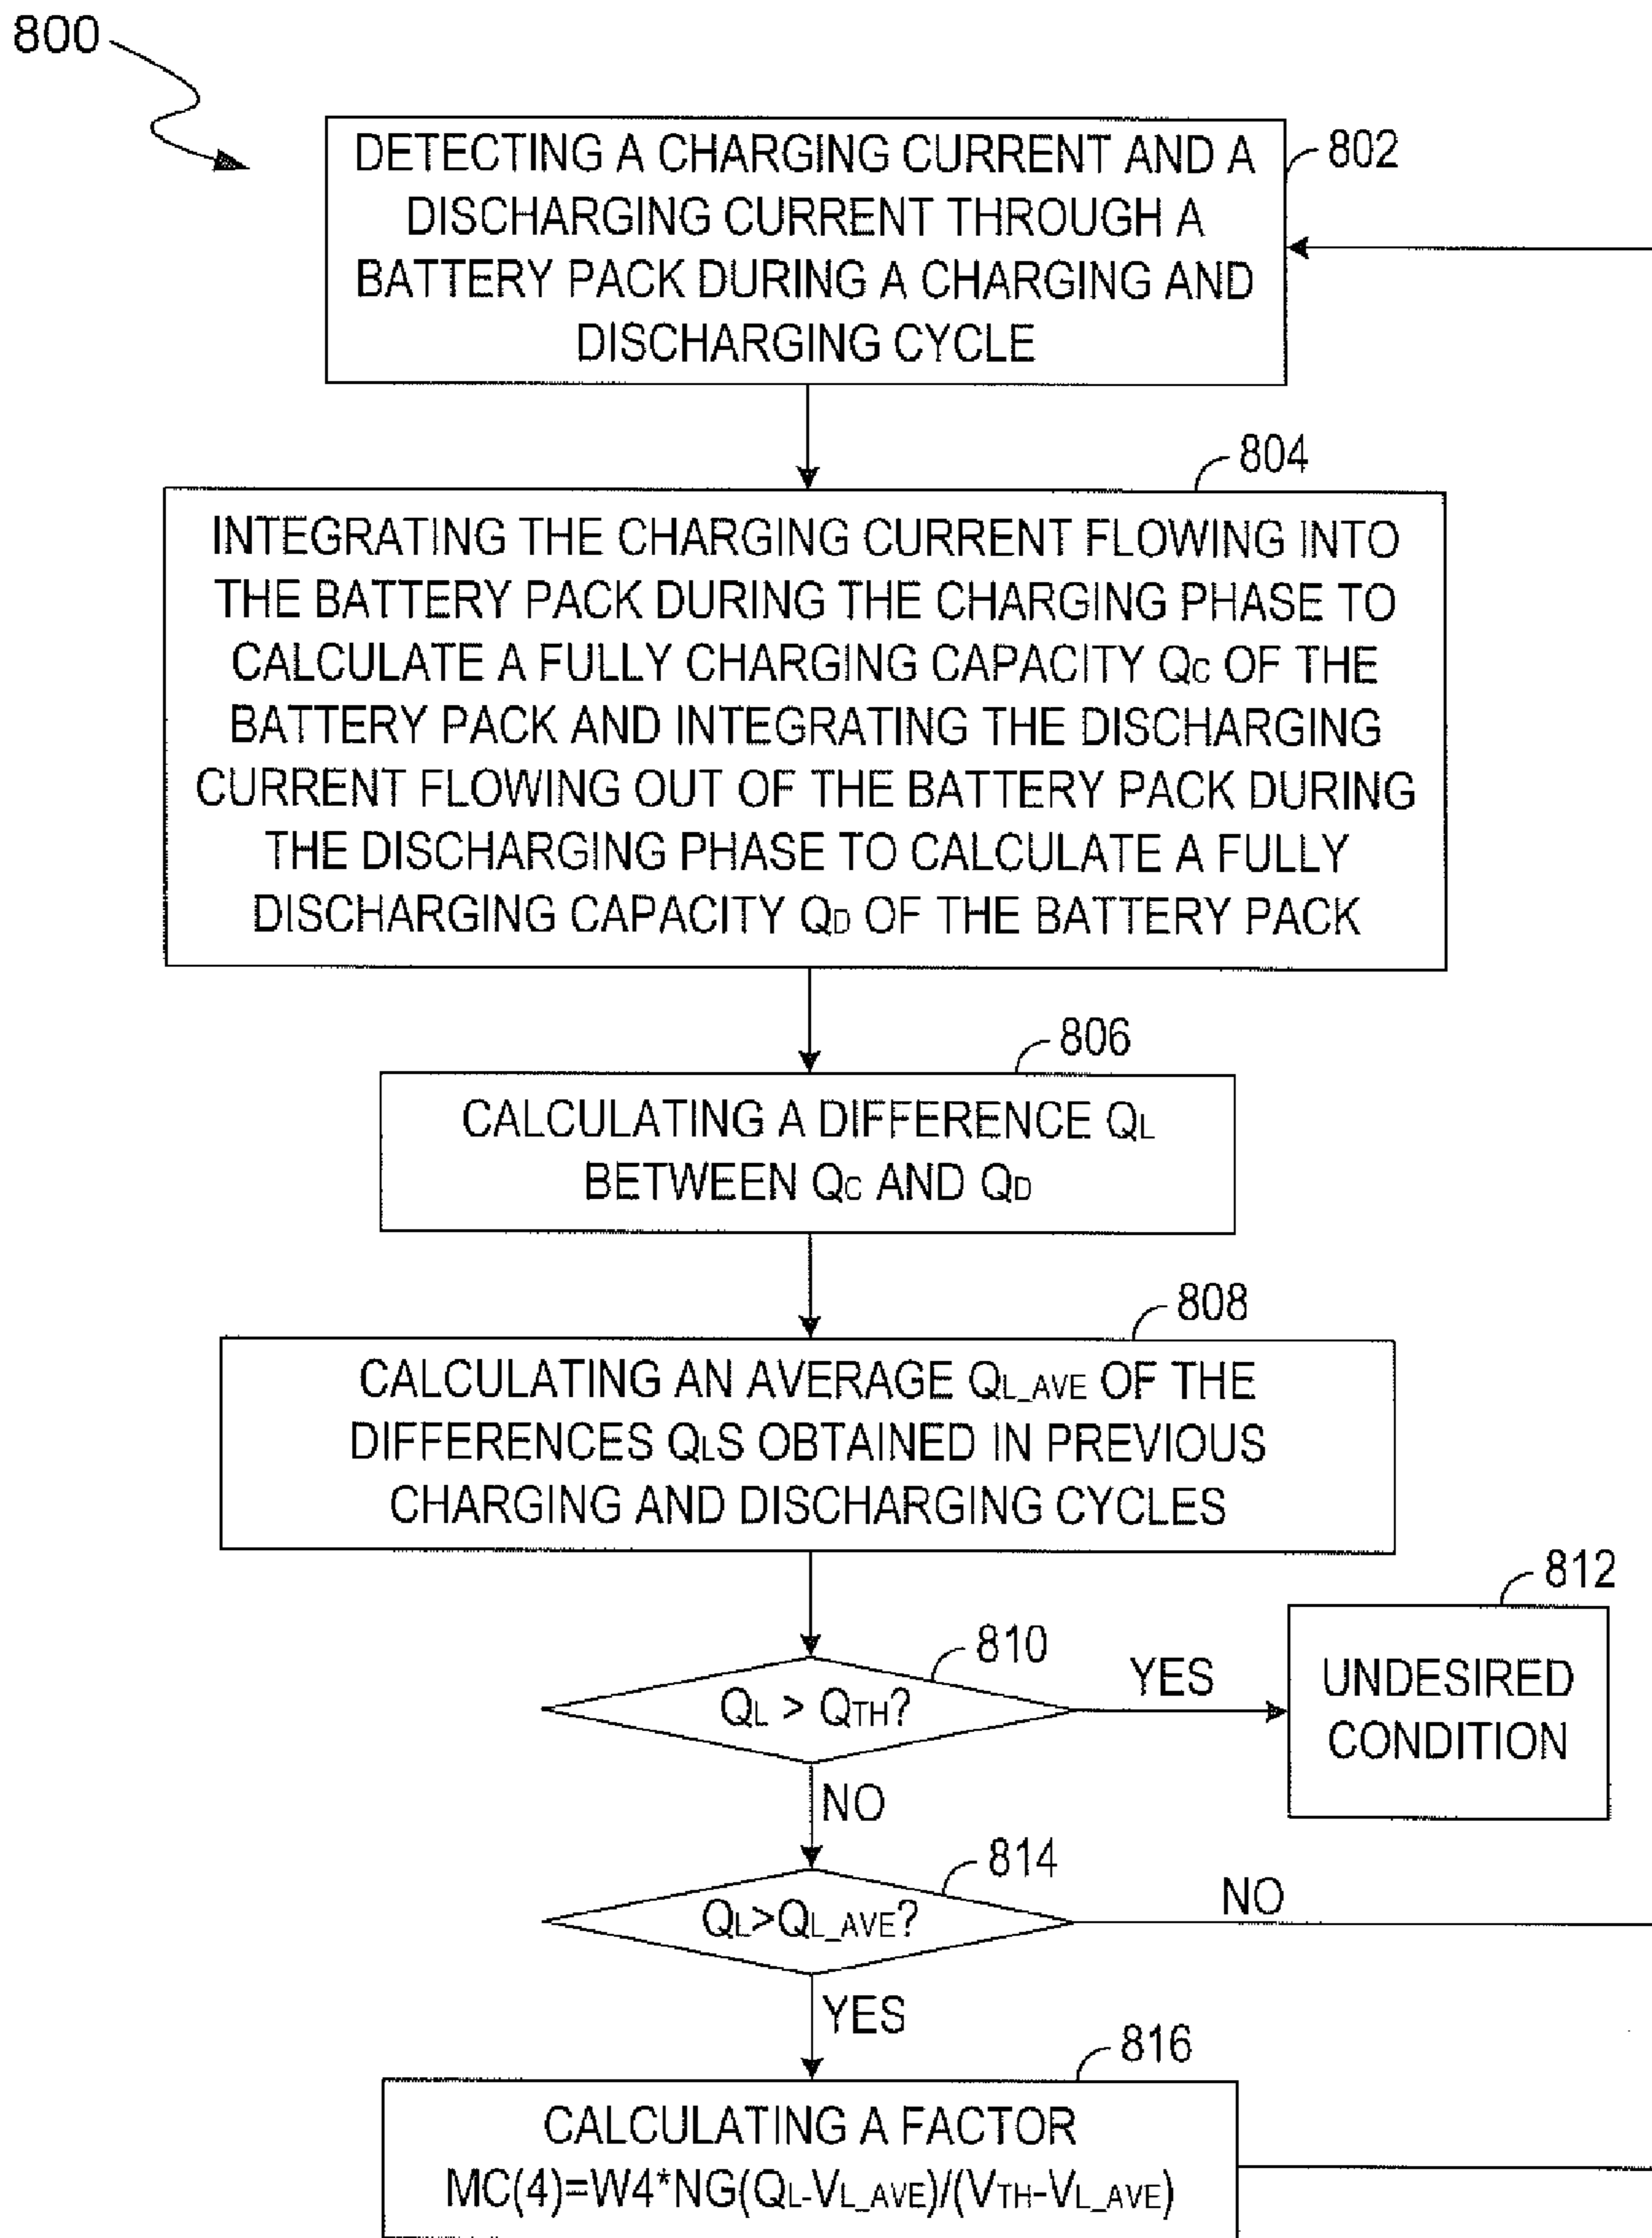 800
802
DETECTING A CHARGING CURRENT AND A
DISCHARGING CURRENT THROUGH A
BATTERY PACK DURING A CHARGING AND
DISCHARGING CYCLE
804
INTEGRATING THE CHARGING CURRENT FLOWING INTO
THE BATTERY PACK DURING THE CHARGING PHASE TO
CALCULATE A FULLY CHARGING CAPACITY QC OF THE
BATTERY PACK AND INTEGRATING THE DISCHARGING
CURRENT FLOWING OUT OF THE BATTERY PACK DURING
THE DISCHARGING PHASE TO CALCULATE A FULLY
DISCHARGING CAPACITY QD OF THE BATTERY PACK
806
CALCULATING A DIFFERENCE QL
BETWEEN QC AND QD
808
CALCULATING AN AVERAGE QL_AVE OF THE
DIFFERENCES QLS OBTAINED IN PREVIOUS
CHARGING AND DISCHARGING CYCLES
810
QL > QTH?
YES
812
UNDESIRED
CONDITION
NO
814
QL>QL_AVE?
NO
YES
816
CALCULATING A FACTOR
MC(4)=W4*NG(QL-VL_AVE)/(VTH-VL_AVE)